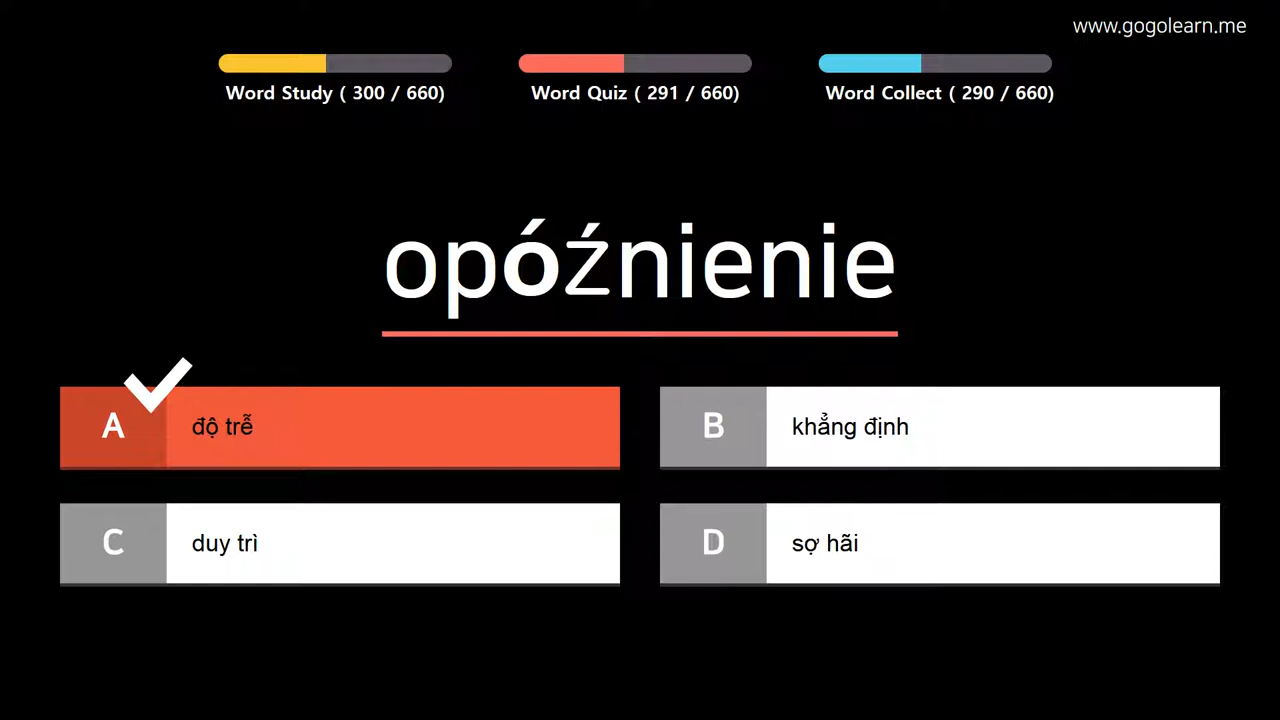 www.gogolearn.me
Word Study ( 300 / 660)
Word Quiz ( 291 / 660)
Word Collect ( 290 / 660)
opóźnienie
A độ trễ
B khẳng định
C duy trì
D sợ hãi